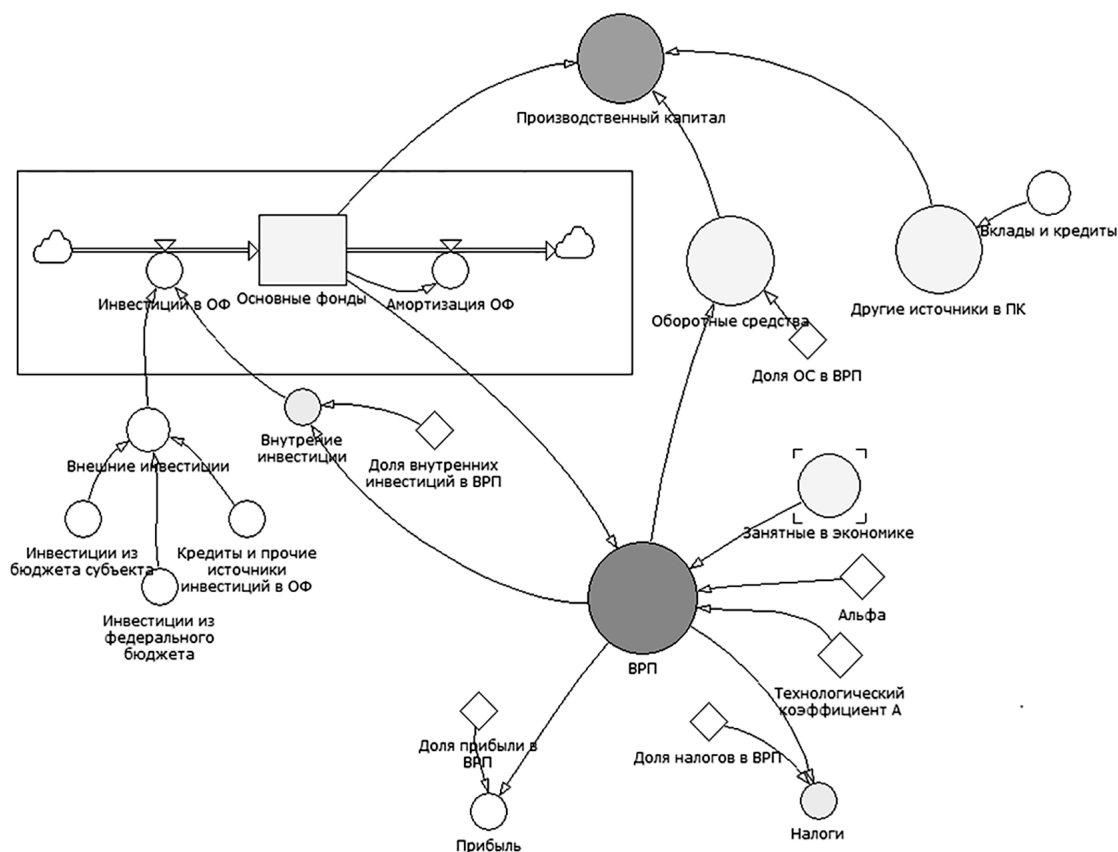 Производственный капитал
Вклады и кредиты
Инвестиций в ОФ
Основные фонды
Амортизация ОФ
Оборотные средства
Другие источники в ПК
Доля ОС в ВРП
Внутрение
инвестиции
Доля внутренних
инвестиций в ВРП
Внешние инвестиции
Занятные в экономике
Инвестиции из
бюджета субъекта
Кредиты и прочие
источники
инвестиций в ОФ
Инвестиции из
федерального
бюджета
Альфа
ВРП
Технологический
коэффициент А
Доля прибыли в
ВРП
Доля налогов в ВРП
Прибыль
Налоги